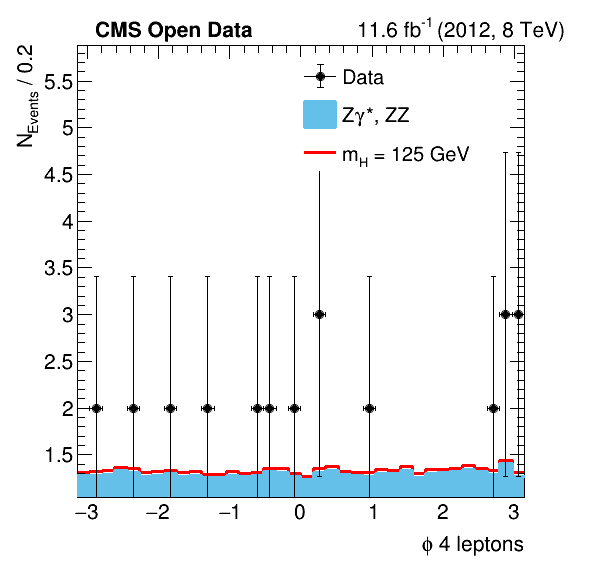 CMS Open Data 11.6 fb⁻¹ (2012, 8 TeV)
N_Events / 0.2
Data
Zγ*, ZZ
m_H = 125 GeV
5.5
5
4.5
4
3.5
3
2.5
2
1.5
−3 −2 −1 0 1 2 3
ϕ 4 leptons